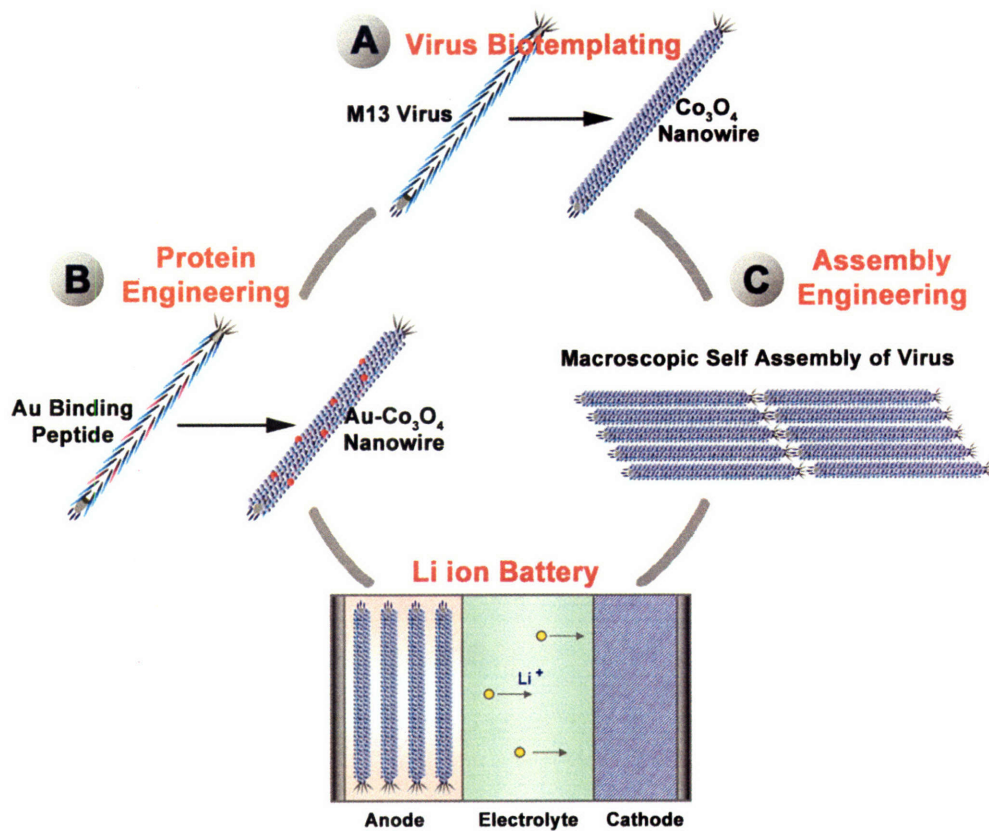 A Virus Biotemplating
M13 Virus
Co₃O₄
Nanowire
B Protein
Engineering
Au Binding
Peptide
Au-Co₃O₄
Nanowire
C Assembly
Engineering
Macroscopic Self Assembly of Virus
Li ion Battery
Li⁺
Anode Electrolyte Cathode